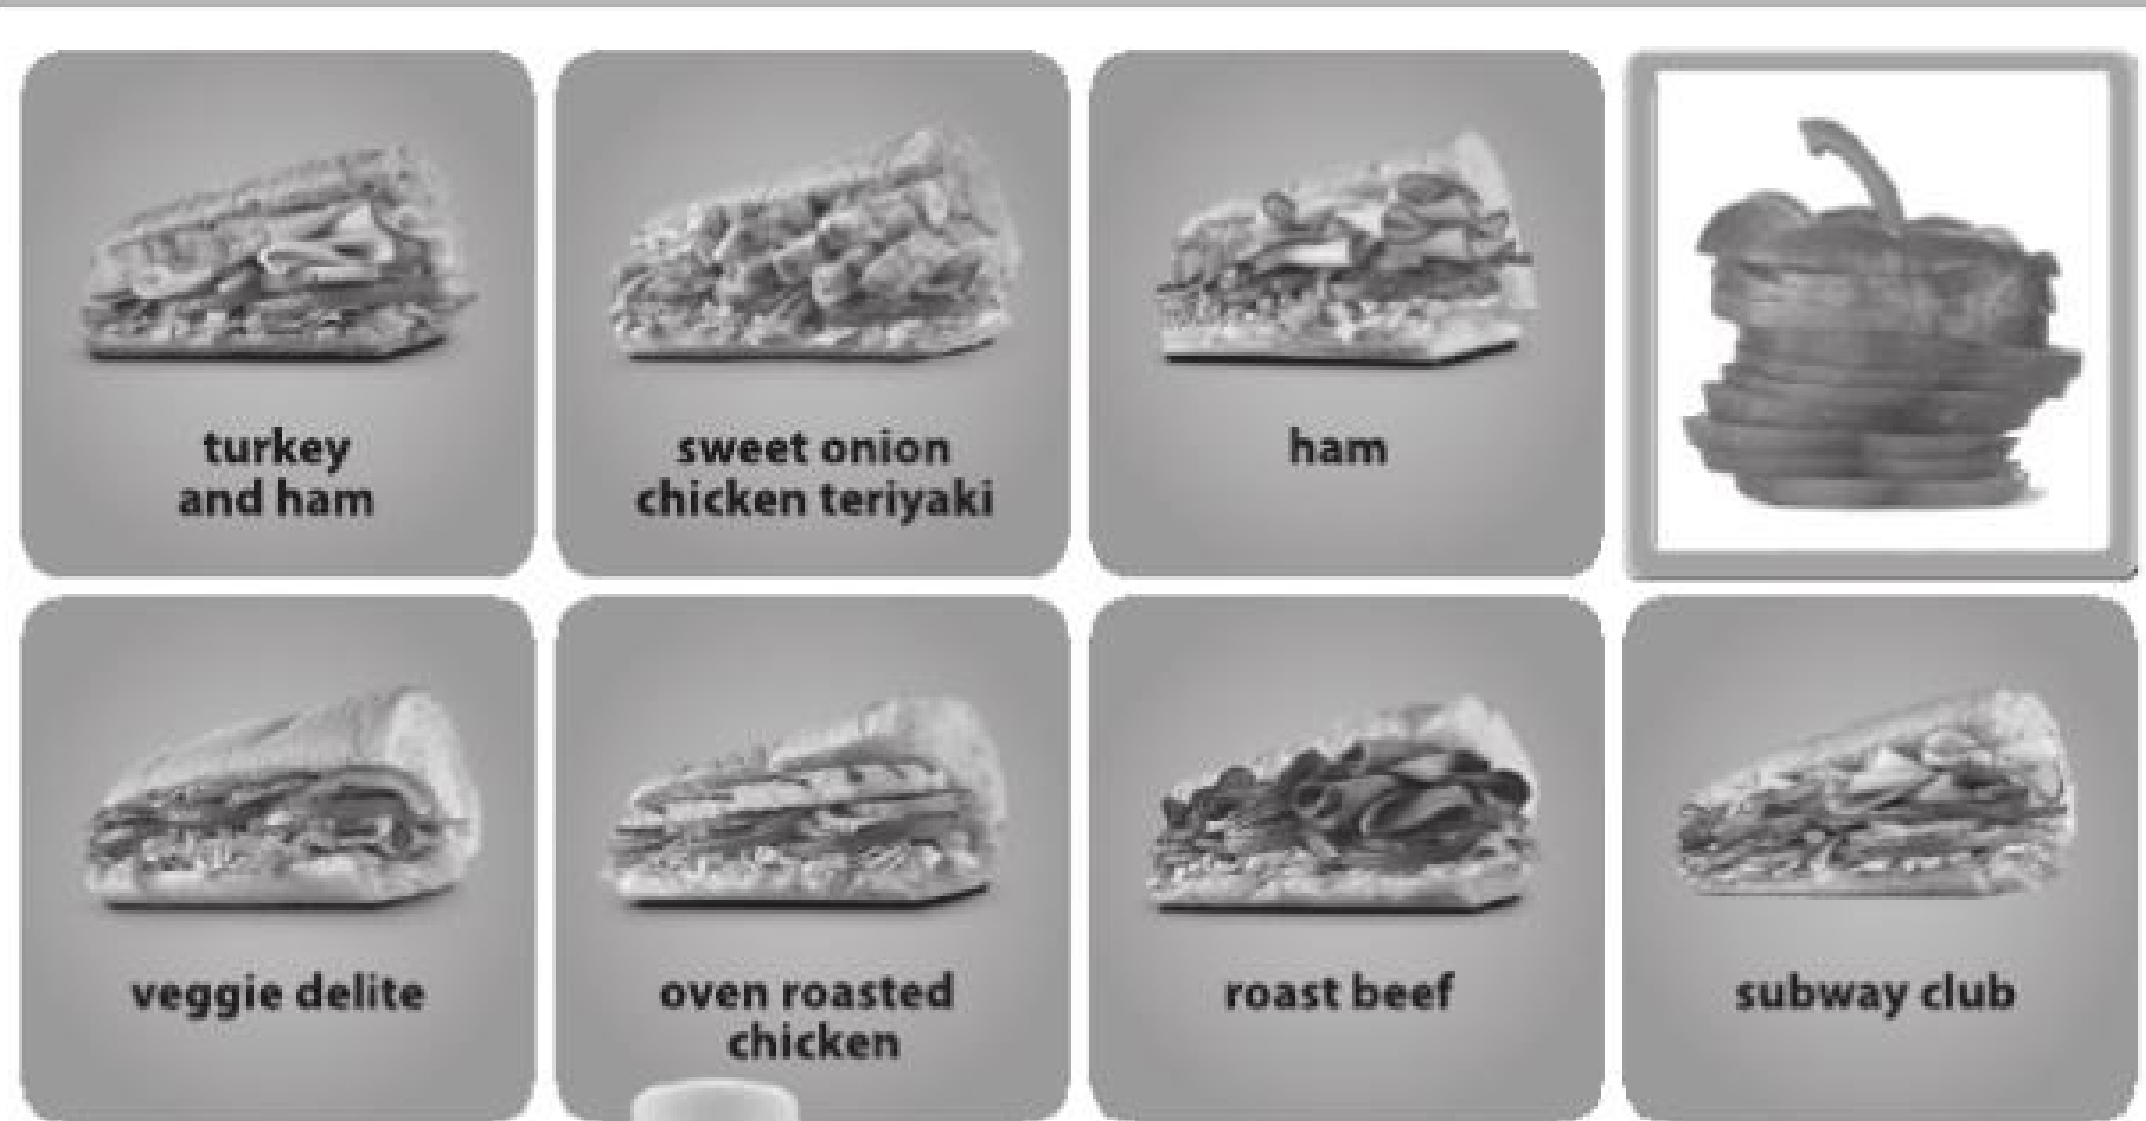 turkey
and ham
sweet onion
chicken teriyaki
ham
veggie delite
oven roasted
chicken
roast beef
subway club